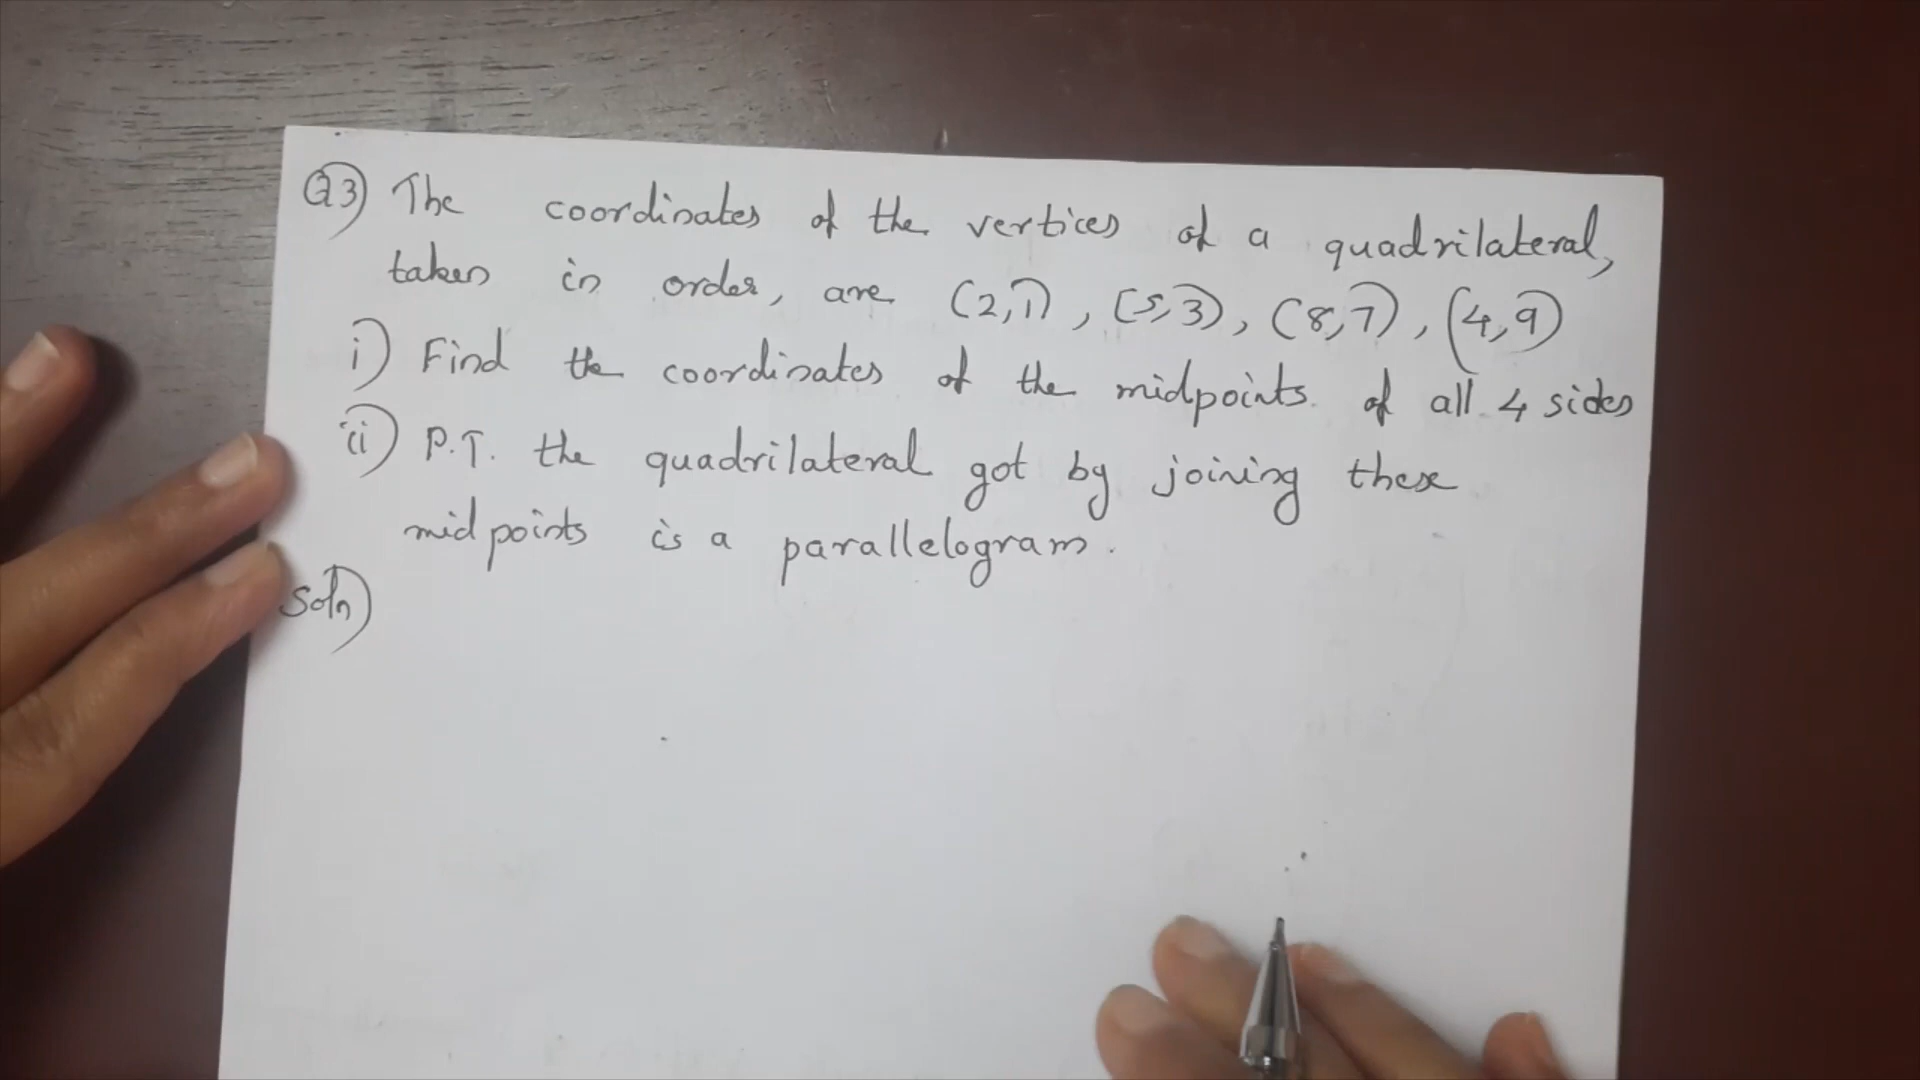 Q3) The coordinates of the vertices of a quadrilateral,
taken in order, are (2,1), (5,3), (8,7), (4,9)
i) Find the coordinates of the midpoints of all 4 sides
ii) P.T. the quadrilateral got by joining these
midpoints is a parallelogram.
Soln)